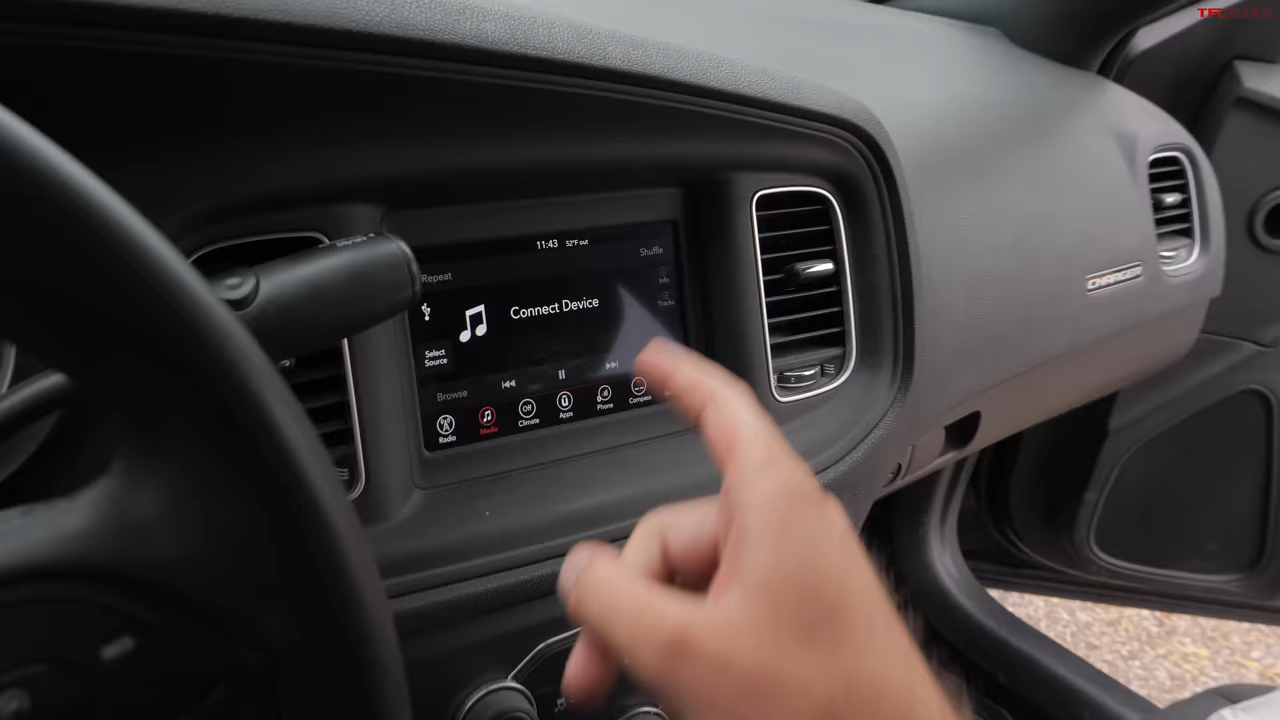 TFLSTUDIOS
11:43 52°F out
Repeat
Shuffle
Info
Connect Device
Tracks
Select
Source
Browse
Radio
Media
Off
Climate
Apps
Phone
Compass
CHARGER